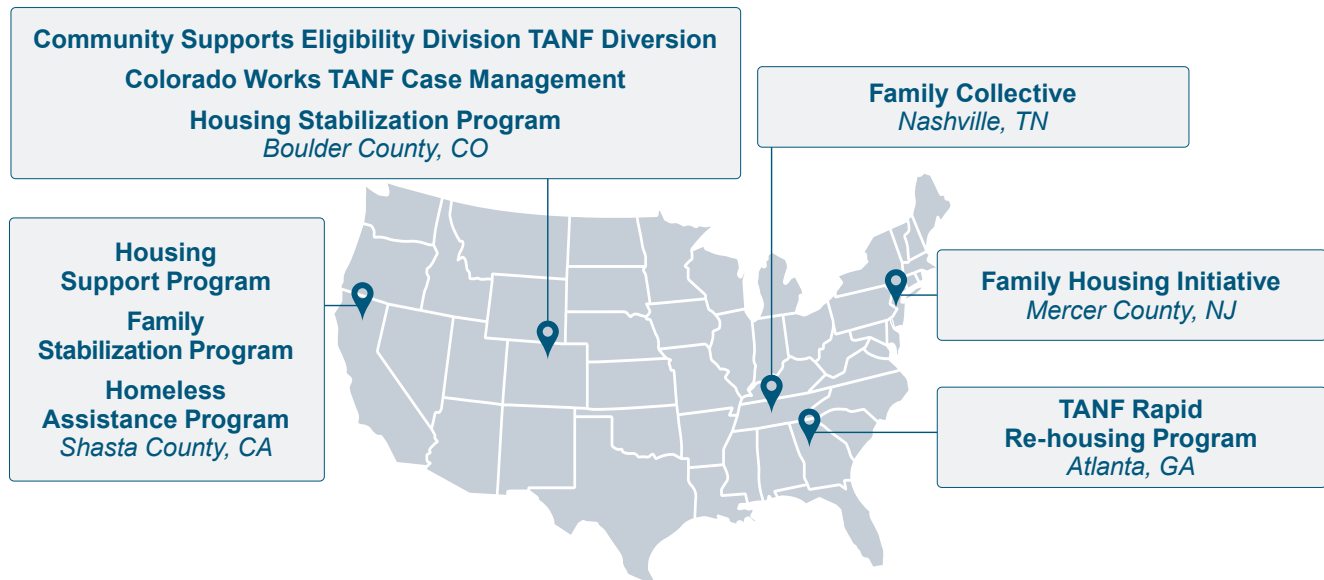 Community Supports Eligibility Division TANF Diversion
Colorado Works TANF Case Management
Housing Stabilization Program
Boulder County, CO
Family Collective
Nashville, TN
Housing
Support Program
Family
Stabilization Program
Homeless
Assistance Program
Shasta County, CA
Family Housing Initiative
Mercer County, NJ
TANF Rapid
Re-housing Program
Atlanta, GA